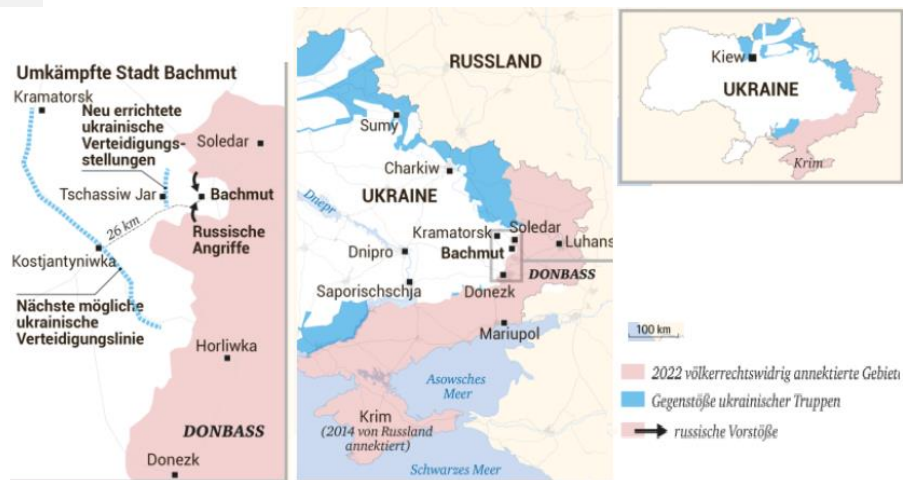 Umkämpfte Stadt Bachmut
Kramatorsk
Neu errichtete
ukrainische
Verteidigungs-
stellungen
Soledar
Tschassiw Jar
Bachmut
26 km
Russische
Angriffe
Kostjantyniwka
Nächste mögliche
ukrainische
Verteidigungslinie
Horliwka
DONBASS
Donezk
RUSSLAND
Sumy
Charkiw
UKRAINE
Dnepr
Kramatorsk
Soledar
Bachmut
Luhans
Dnipro
DONBASS
Saporischschja
Donezk
Mariupol
Asowsches
Meer
Krim
(2014 von Russland
annektiert)
Schwarzes Meer
Kiew
UKRAINE
Krim
100 km
2022 völkerrechtswidrig annektierte Gebiet
Gegenstöße ukrainischer Truppen
russische Vorstöße